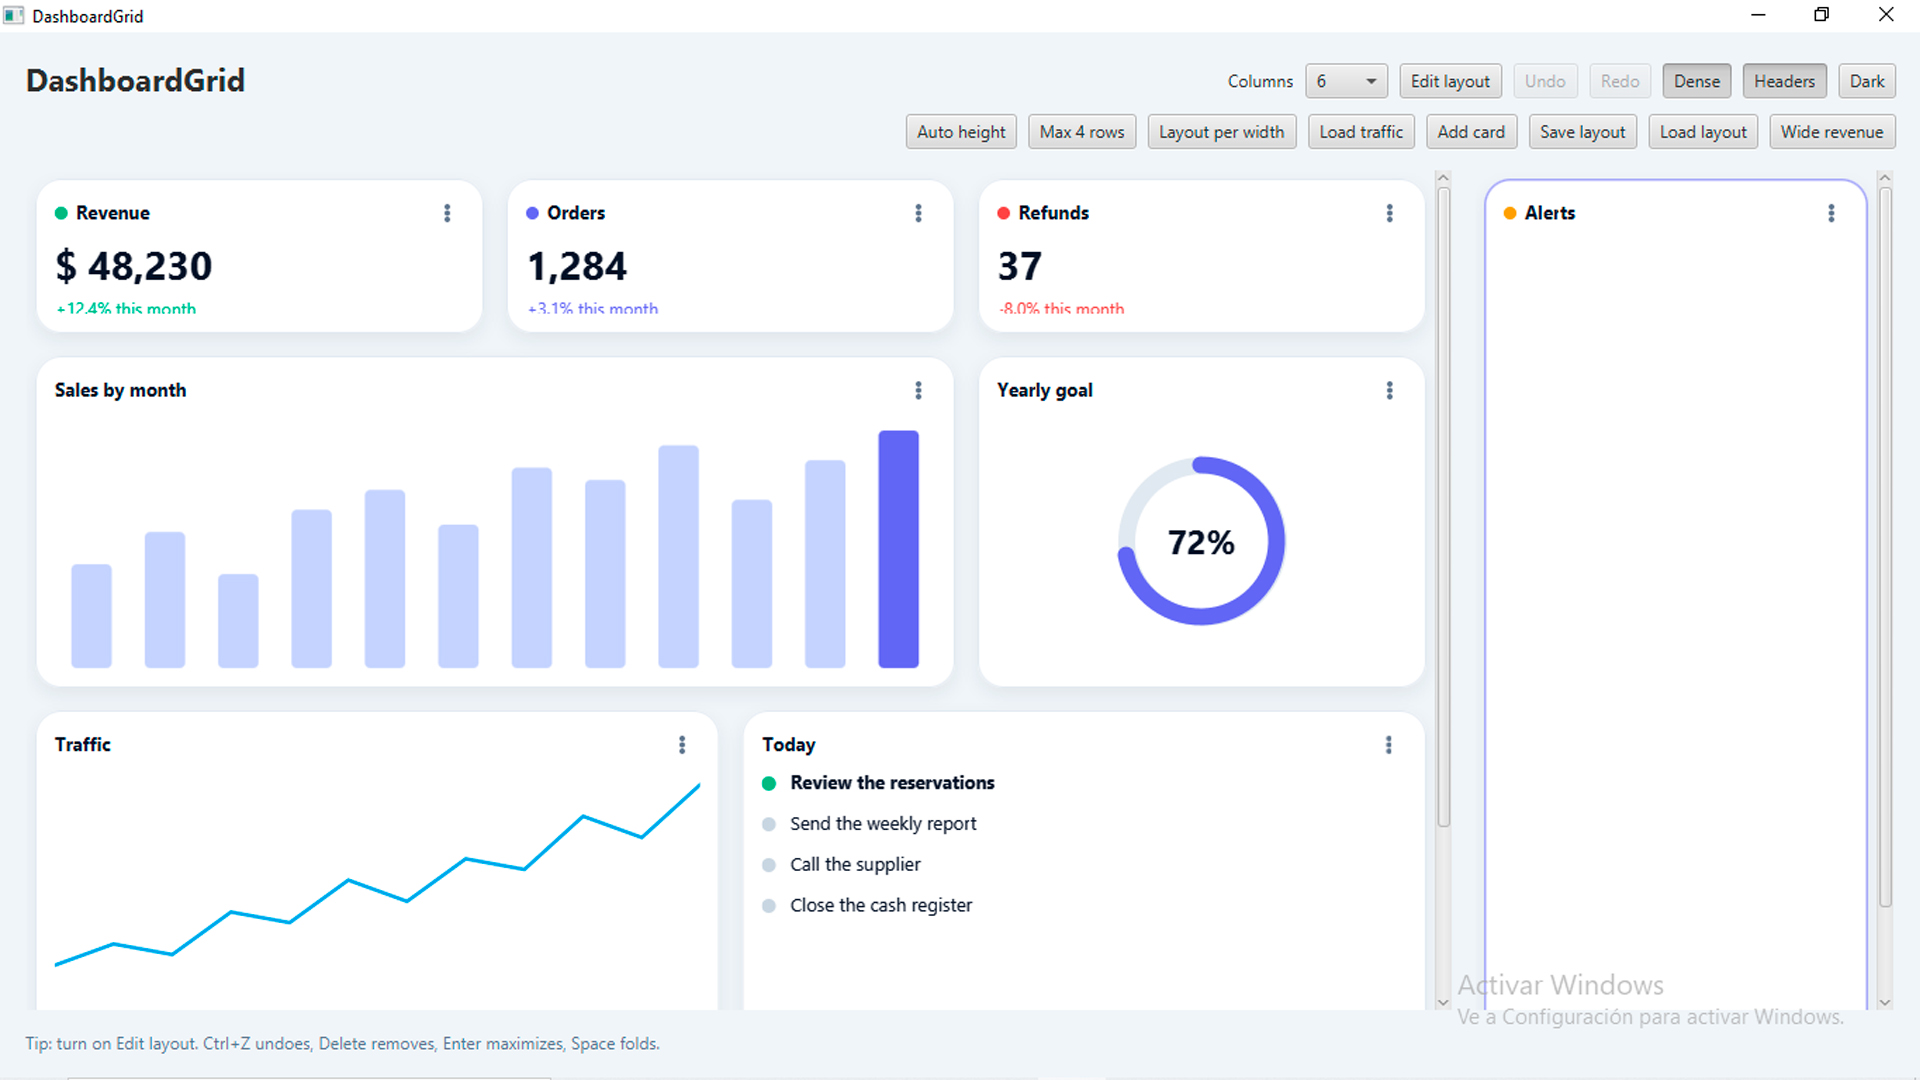 DashboardGrid
DashboardGrid
Columns 6 Edit layout Undo Redo Dense Headers Dark
Auto height Max 4 rows Layout per width Load traffic Add card Save layout Load layout Wide revenue
Revenue
$ 48,230
+12.4% this month
Orders
1,284
+3.1% this month
Refunds
37
-8.0% this month
Alerts
Sales by month
Yearly goal
72%
Traffic
Today
Review the reservations
Send the weekly report
Call the supplier
Close the cash register
Activar Windows
Ve a Configuración para activar Windows.
Tip: turn on Edit layout. Ctrl+Z undoes, Delete removes, Enter maximizes, Space folds.